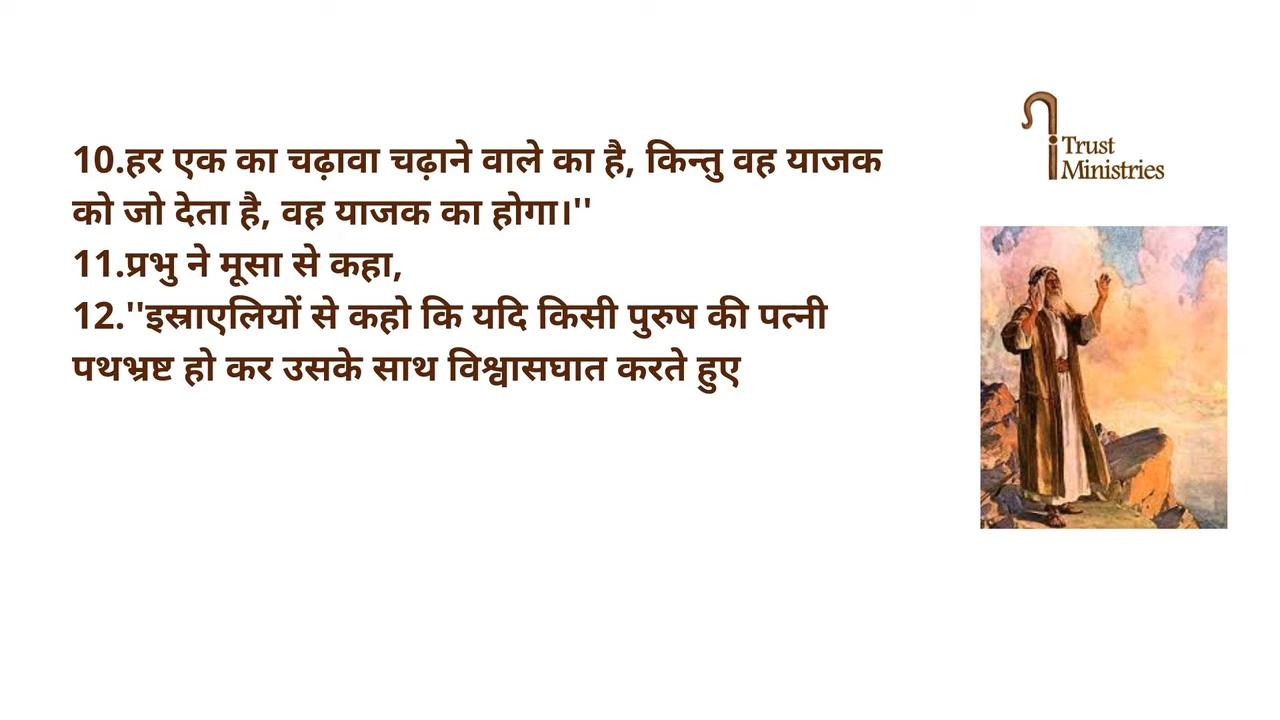 10.हर एक का चढ़ावा चढ़ाने वाले का है, किन्तु वह याजक
को जो देता है, वह याजक का होगा।''
11.प्रभु ने मूसा से कहा,
12.''इस्राएलियों से कहो कि यदि किसी पुरुष की पत्नी
पथभ्रष्ट हो कर उसके साथ विश्वासघात करते हुए
i Trust
Ministries